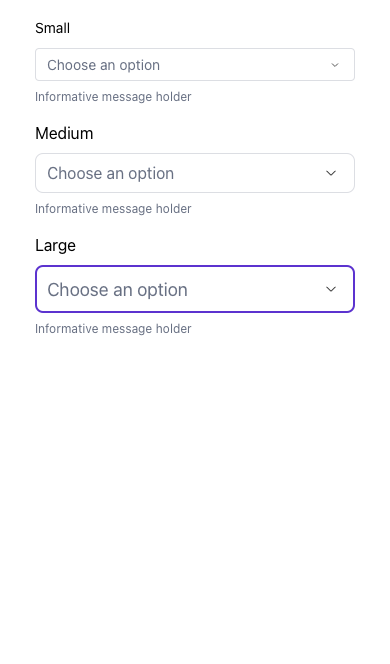 Small
Choose an option
Informative message holder
Medium
Choose an option
Informative message holder
Large
Choose an option
Informative message holder